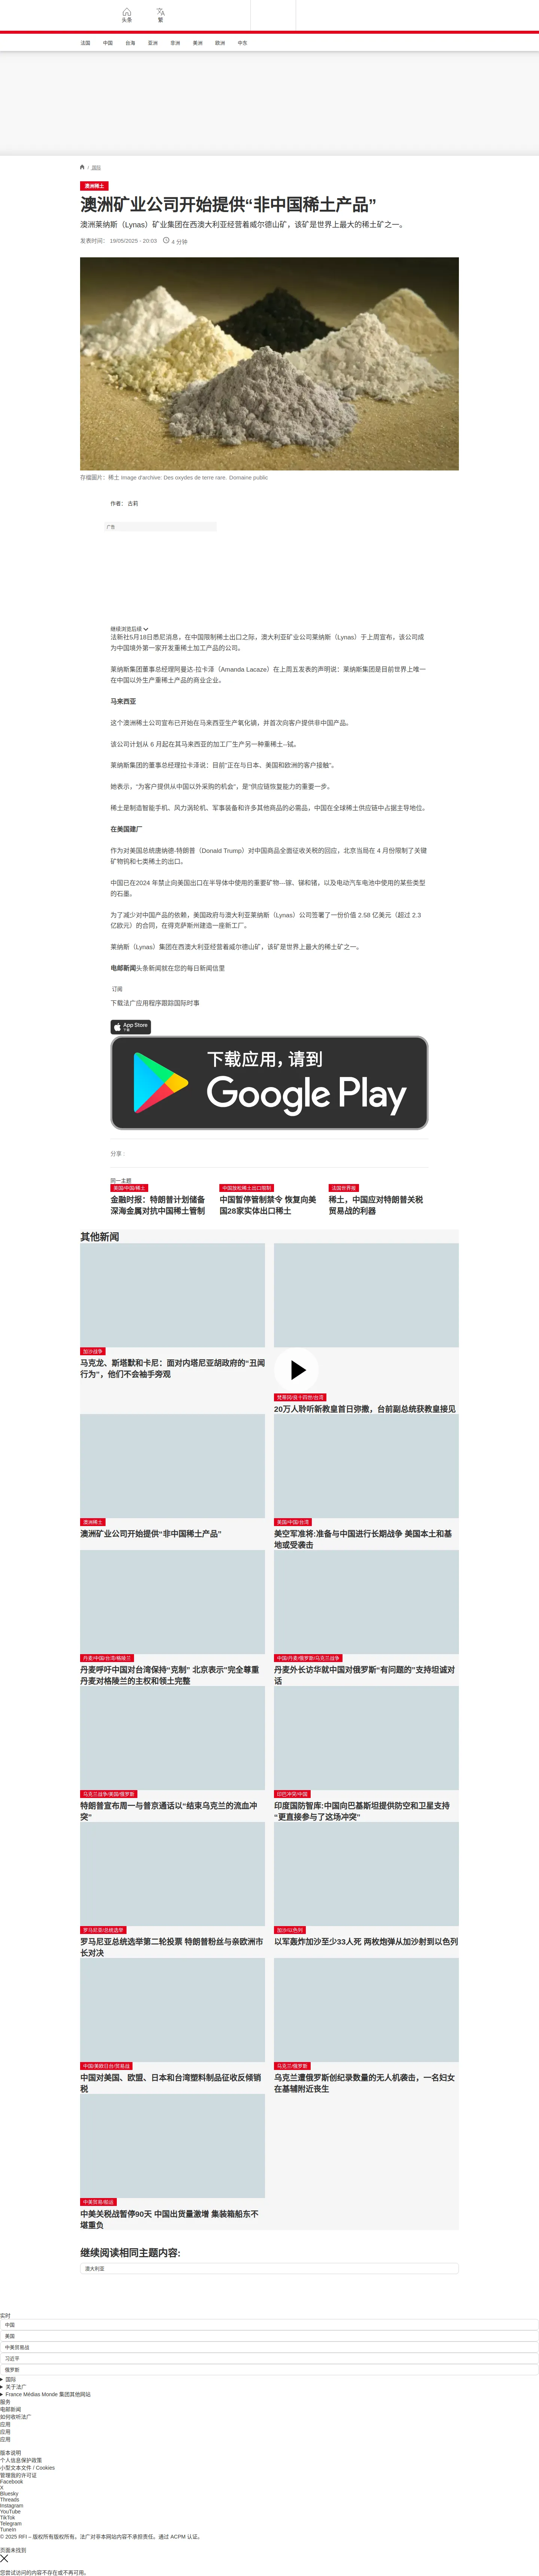 头条
繁
法国
中国
台海
亚洲
非洲
美洲
欧洲
中东
/ 国际
澳洲稀土
澳洲矿业公司开始提供“非中国稀土产品”
澳洲莱纳斯（Lynas）矿业集团在西澳大利亚经营着威尔德山矿，该矿是世界上最大的稀土矿之一。
发表时间： 19/05/2025 - 20:03
4 分钟
存檔圖片：稀土 Image d'archive: Des oxydes de terre rare. Domaine public
作者： 古莉
广告
继续浏览后续
法新社5月18日悉尼消息，在中国限制稀土出口之际，澳大利亚矿业公司莱纳斯（Lynas）于上周宣布，该公司成
为中国境外第一家开发重稀土加工产品的公司。
莱纳斯集团董事总经理阿曼达-拉卡泽（Amanda Lacaze）在上周五发表的声明说：莱纳斯集团是目前世界上唯一
在中国以外生产重稀土产品的商业企业。
马来西亚
这个澳洲稀土公司宣布已开始在马来西亚生产氧化镝，并首次向客户提供非中国产品。
该公司计划从 6 月起在其马来西亚的加工厂生产另一种重稀土--铽。
莱纳斯集团的董事总经理拉卡泽说：目前“正在与日本、美国和欧洲的客户接触”。
她表示，“为客户提供从中国以外采购的机会”，是“供应链恢复能力的重要一步。
稀土是制造智能手机、风力涡轮机、军事装备和许多其他商品的必需品，中国在全球稀土供应链中占据主导地位。
在美国建厂
作为对美国总统唐纳德-特朗普（Donald Trump）对中国商品全面征收关税的回应，北京当局在 4 月份限制了关键
矿物钨和七类稀土的出口。
中国已在2024 年禁止向美国出口在半导体中使用的重要矿物---镓、锑和锗，以及电动汽车电池中使用的某些类型
的石墨。
为了减少对中国产品的依赖，美国政府与澳大利亚莱纳斯（Lynas）公司签署了一份价值 2.58 亿美元（超过 2.3
亿欧元）的合同，在得克萨斯州建造一座新工厂。
莱纳斯（Lynas）集团在西澳大利亚经营着威尔德山矿，该矿是世界上最大的稀土矿之一。
电邮新闻头条新闻就在您的每日新闻信里
订阅
下载法广应用程序跟踪国际时事
App Store
下载
下载应用，请到
Google Play
分享 :
同一主题
美国/中国/稀土
金融时报：特朗普计划储备
深海金属对抗中国稀土管制
中国放松稀土出口限制
中国暂停管制禁令 恢复向美
国28家实体出口稀土
法国世界报
稀土，中国应对特朗普关税
贸易战的利器
其他新闻
加沙战争
马克龙、斯塔默和卡尼：面对内塔尼亚胡政府的“丑闻
行为”，他们不会袖手旁观
梵蒂冈/良十四世/台湾
20万人聆听新教皇首日弥撒，台前副总统获教皇接见
澳洲稀土
澳洲矿业公司开始提供“非中国稀土产品”
美国/中国/台湾
美空军准将:准备与中国进行长期战争 美国本土和基
地或受袭击
丹麦/中国/台湾/格陵兰
丹麦呼吁中国对台湾保持“克制” 北京表示“完全尊重
丹麦对格陵兰的主权和领土完整
中国/丹麦/俄罗斯/乌克兰战争
丹麦外长访华就中国对俄罗斯“有问题的”支持坦诚对
话
乌克兰战争/美国/俄罗斯
特朗普宣布周一与普京通话以“结束乌克兰的流血冲
突”
印巴冲突/中国
印度国防智库:中国向巴基斯坦提供防空和卫星支持
“更直接参与了这场冲突”
罗马尼亚/总统选举
罗马尼亚总统选举第二轮投票 特朗普粉丝与亲欧洲市
长对决
加沙/以色列
以军轰炸加沙至少33人死 两枚炮弹从加沙射到以色列
中国/美欧日台/贸易战
中国对美国、欧盟、日本和台湾塑料制品征收反倾销
税
乌克兰/俄罗斯
乌克兰遭俄罗斯创纪录数量的无人机袭击，一名妇女
在基辅附近丧生
中美贸易/航运
中美关税战暂停90天 中国出货量激增 集装箱船东不
堪重负
继续阅读相同主题内容:
澳大利亚
实时
中国
美国
中美贸易战
习近平
俄罗斯
国际
关于法广
France Médias Monde 集团其他网站
服务
电邮新闻
如何收听法广
应用
应用
应用
版本说明
个人信息保护政策
小型文本文件 / Cookies
管理我的许可证
Facebook
X
Bluesky
Threads
Instagram
YouTube
TikTok
Telegram
TuneIn
© 2025 RFI – 版权所有版权所有。法广对非本网站内容不承担责任。通过 ACPM 认证。
页面未找到
您尝试访问的内容不存在或不再可用。